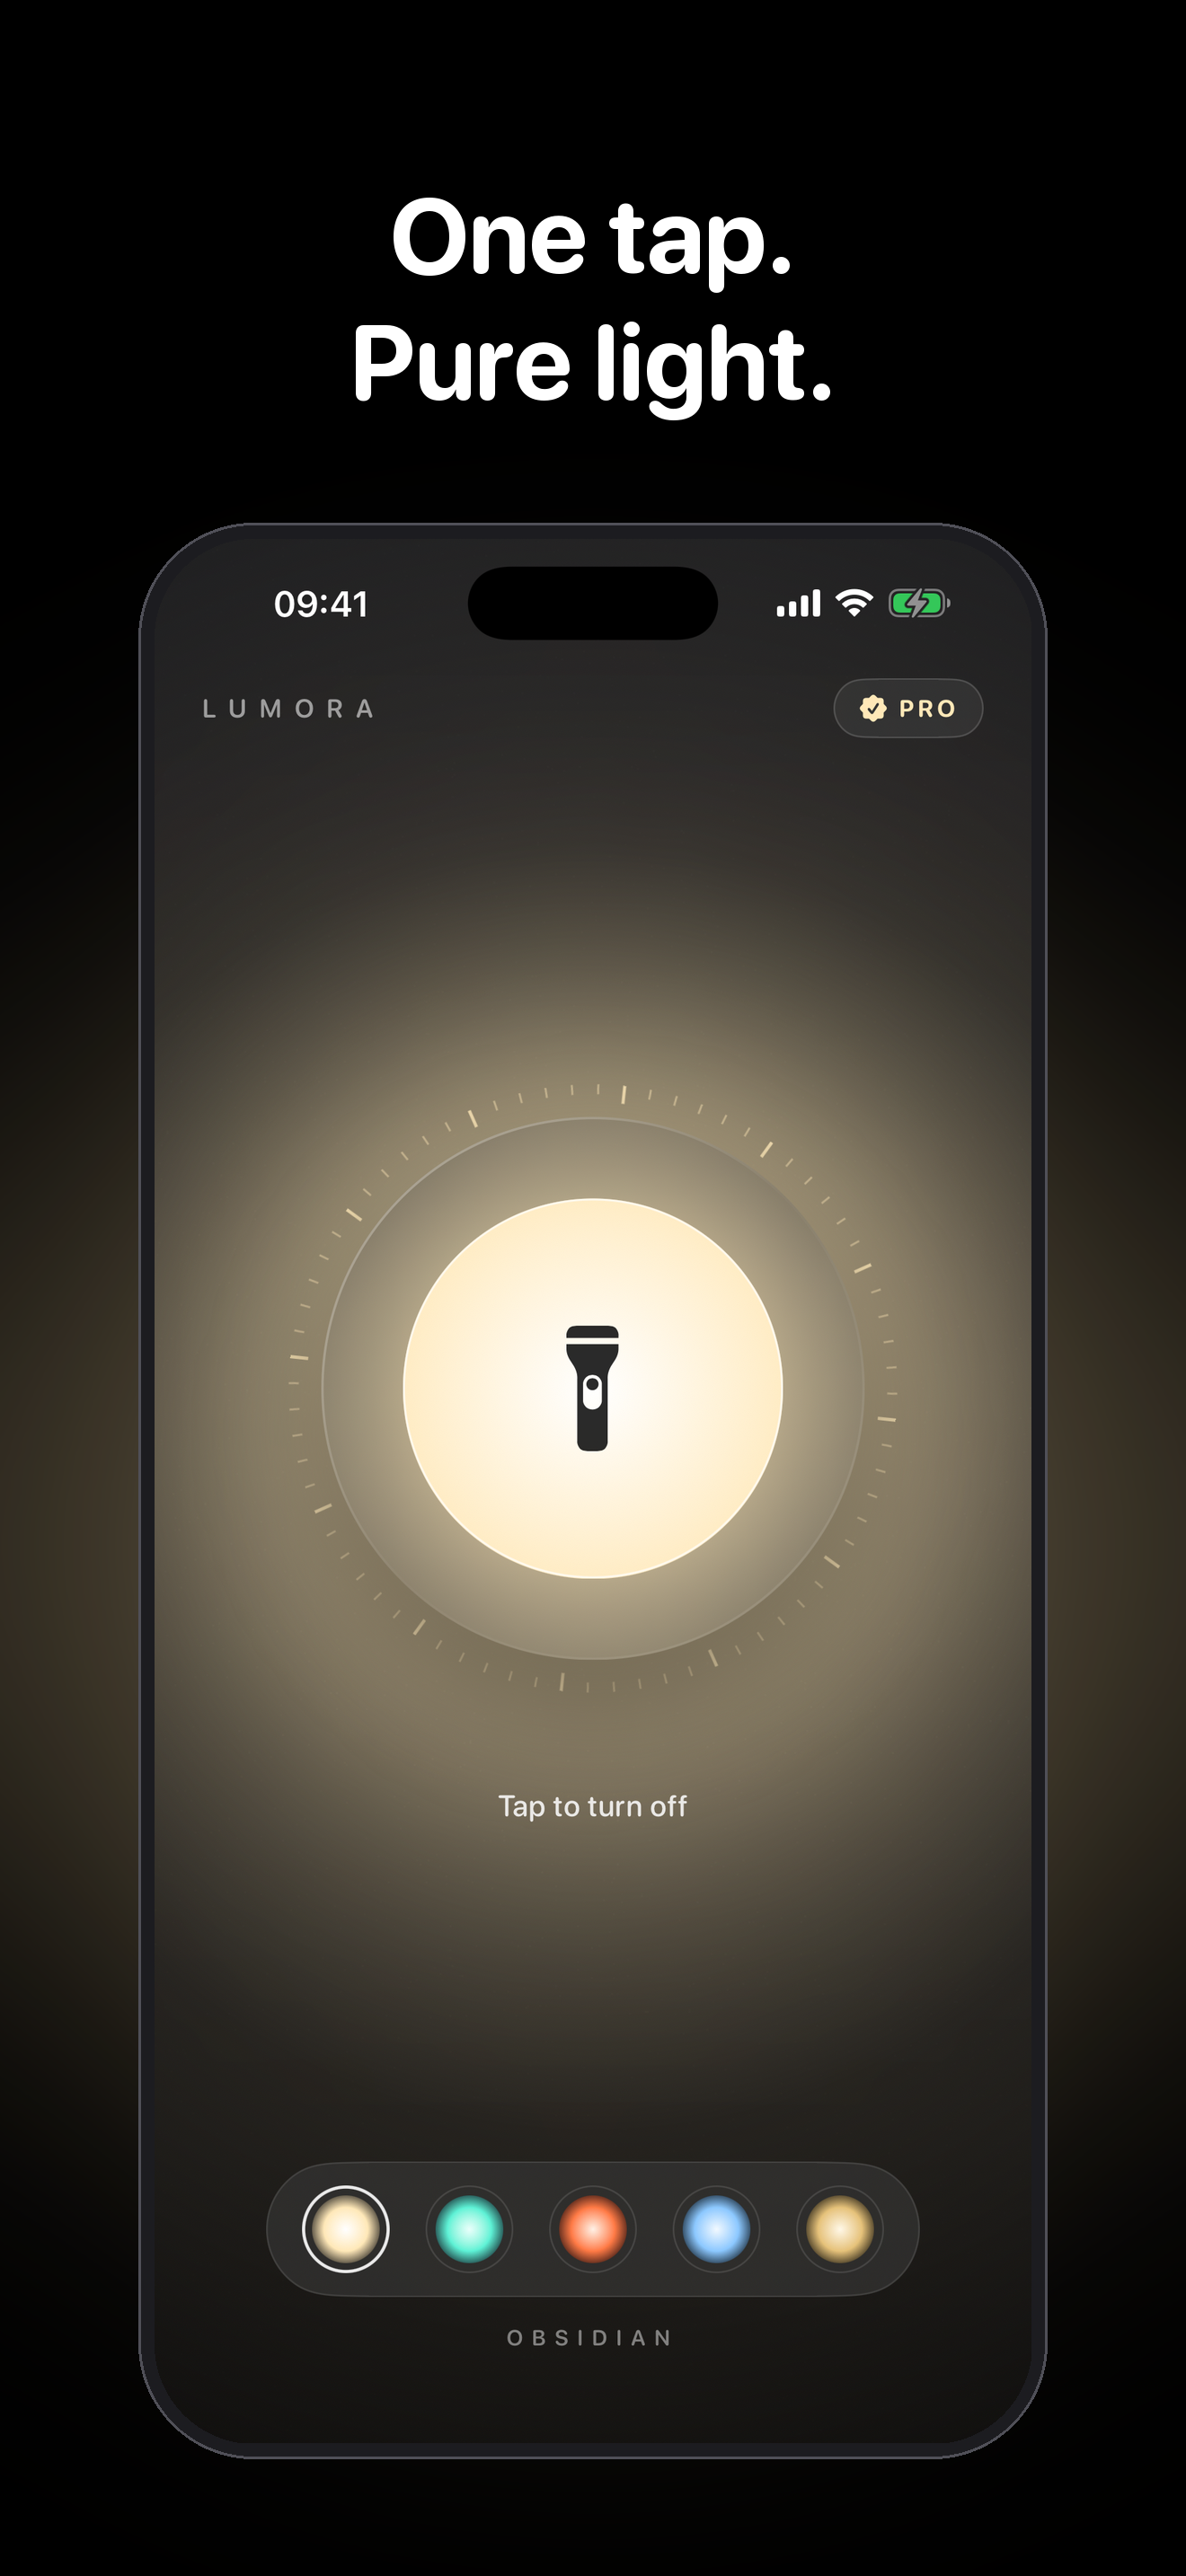 One tap.
Pure light.
09:41
LUMORA
PRO
Tap to turn off
OBSIDIAN